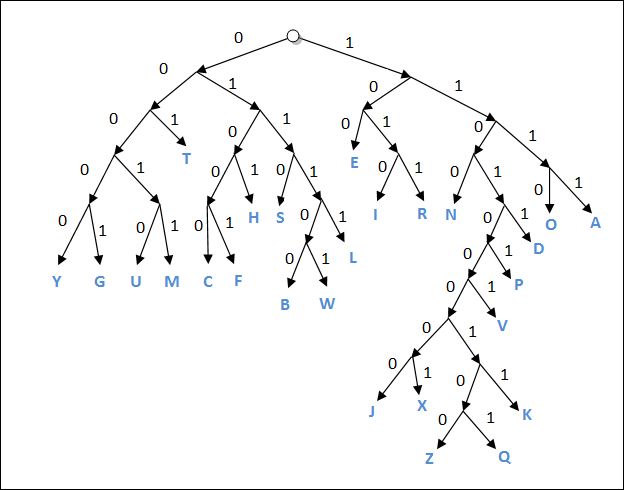 0 1
0 1 0 1
0 1 0 1 0 1 0 1
T E
0 1 0 1 0 1 0 1 0 1 0 1
H S I R N O A
0 1 0 1 0 1 0 1 0 1
Y G U M C F L D
0 1 0 1
B W P
0 1
V
0 1
0 1 0 1
J X K
0 1
Z Q